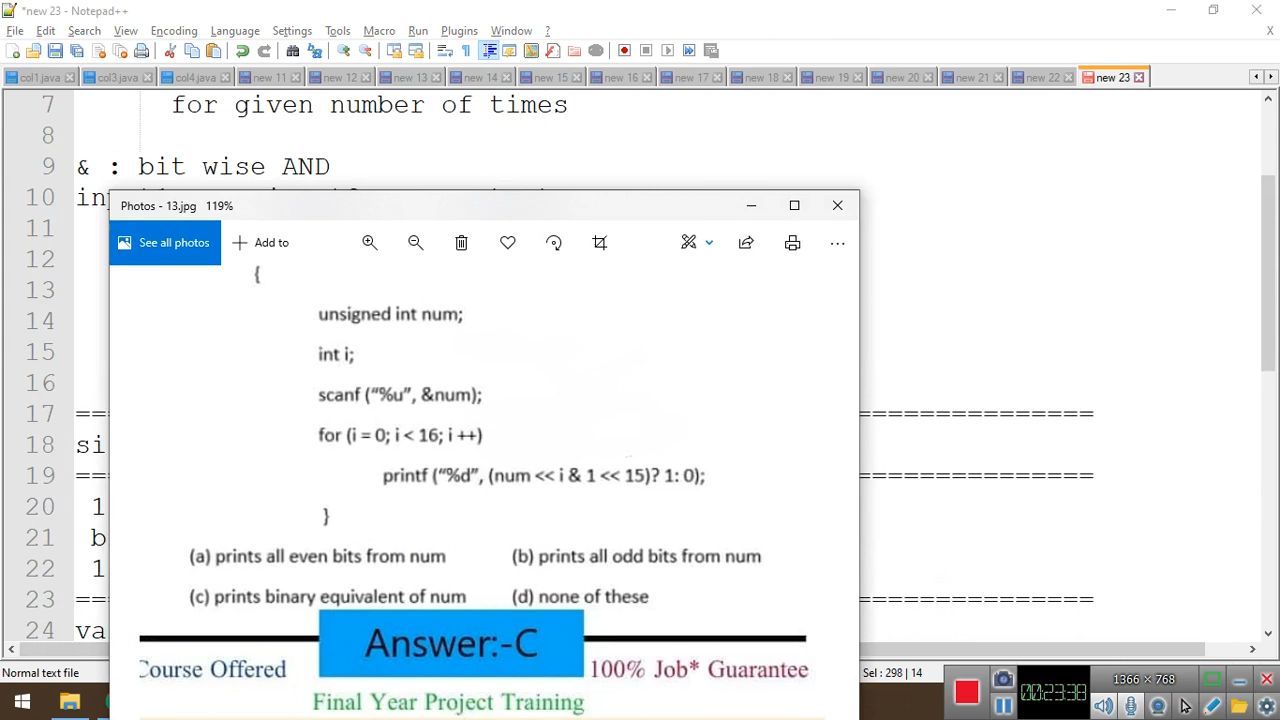 *new 23 - Notepad++
File Edit Search View Encoding Language Settings Tools Macro Run Plugins Window ? X
col1.java col3.java col4.java new 11 new 12 new 13 new 14 new 15 new 16 new 17 new 18 new 19 new 20 new 21 new 22 new 23
7 for given number of times
8
9 & : bit wise AND
10
11
12
13
14
15
16
17 ==
18 si
19 ==
20 1
21 b
22 1
23 ==
24 va
Photos - 13.jpg 119%
See all photos Add to
{
unsigned int num;
int i;
scanf (“%u”, &num);
for (i = 0; i < 16; i ++)
printf (“%d”, (num << i & 1 << 15)? 1: 0);
}
(a) prints all even bits from num (b) prints all odd bits from num
(c) prints binary equivalent of num (d) none of these
Answer:-C
Course Offered 100% Job* Guarantee
Final Year Project Training
Normal text file Sel : 298 | 14
1366 × 768
00:23:38